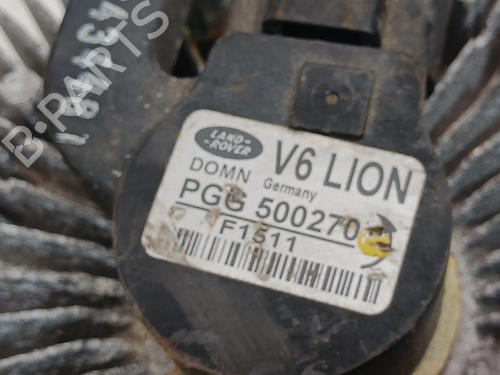 B-PARTS
LAND-
-ROVER
DOMN
V6 LION
Germany
PGG 500270
F1511